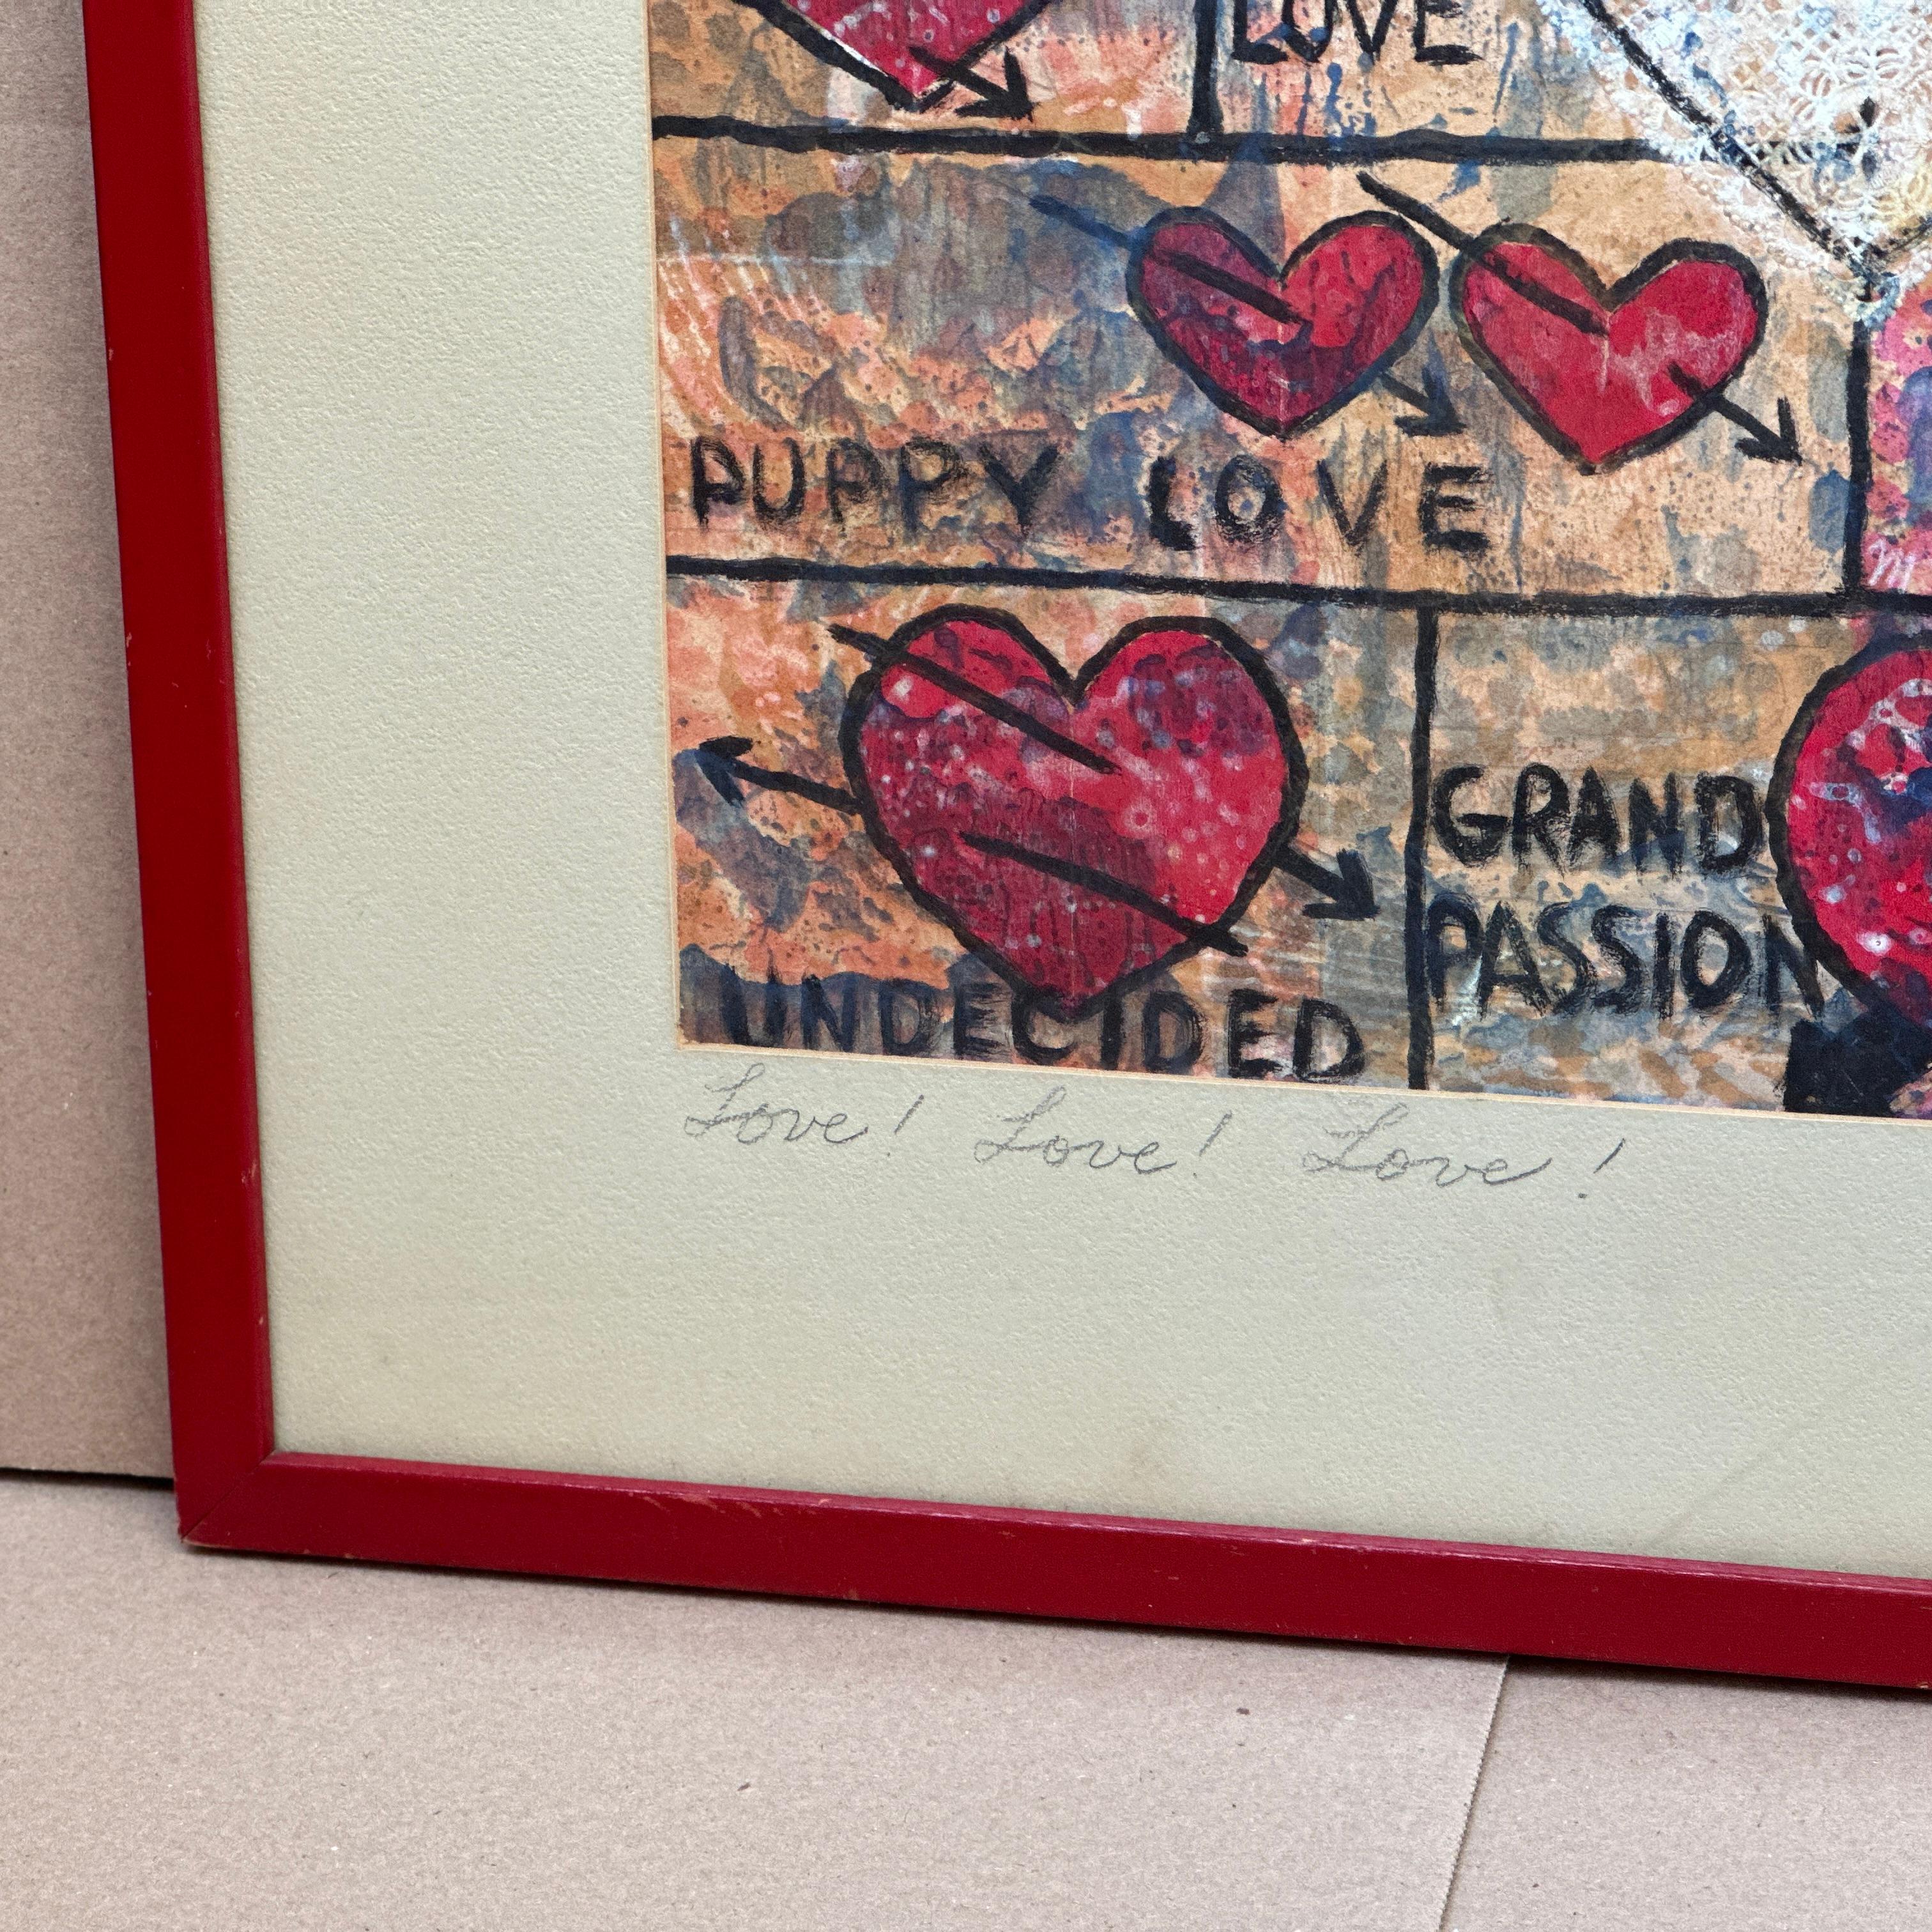 LOVE
PUPPY LOVE
GRAND
PASSION
UNDECIDED
Love! Love! Love!